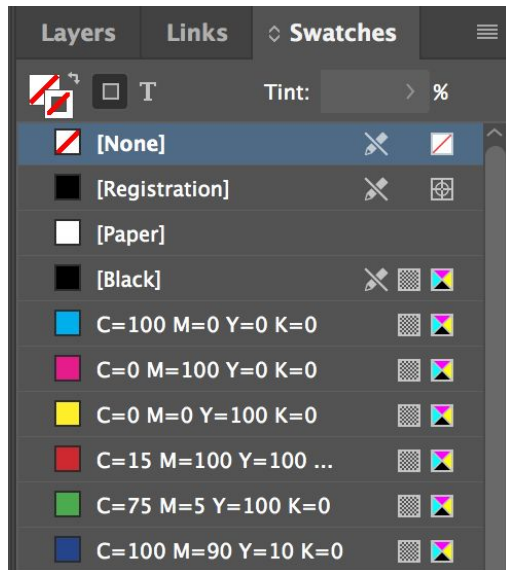 Layers Links Swatches
T Tint: %
[None]
[Registration]
[Paper]
[Black]
C=100 M=0 Y=0 K=0
C=0 M=100 Y=0 K=0
C=0 M=0 Y=100 K=0
C=15 M=100 Y=100 ...
C=75 M=5 Y=100 K=0
C=100 M=90 Y=10 K=0